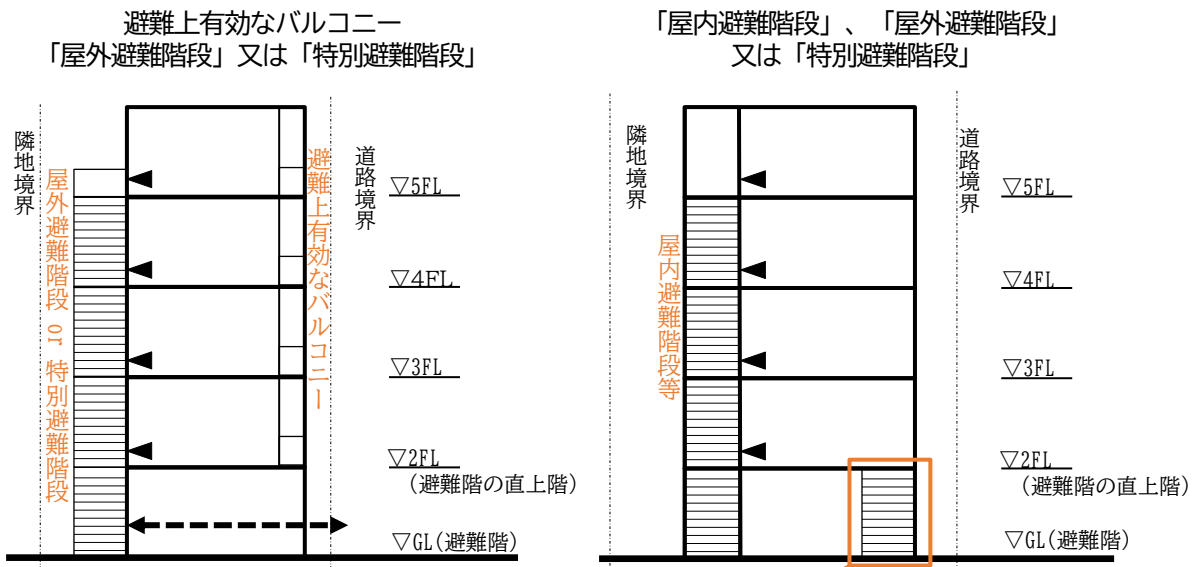 避難上有効なバルコニー
「屋外避難階段」又は「特別避難階段」
隣地境界
屋外避難階段 or 特別避難階段
避難上有効なバルコニー
道路境界
▽5FL
▽4FL
▽3FL
▽2FL
(避難階の直上階)
▽GL(避難階)
「屋内避難階段」、「屋外避難階段」
又は「特別避難階段」
隣地境界
屋内避難階段等
道路境界
▽5FL
▽4FL
▽3FL
▽2FL
(避難階の直上階)
▽GL(避難階)